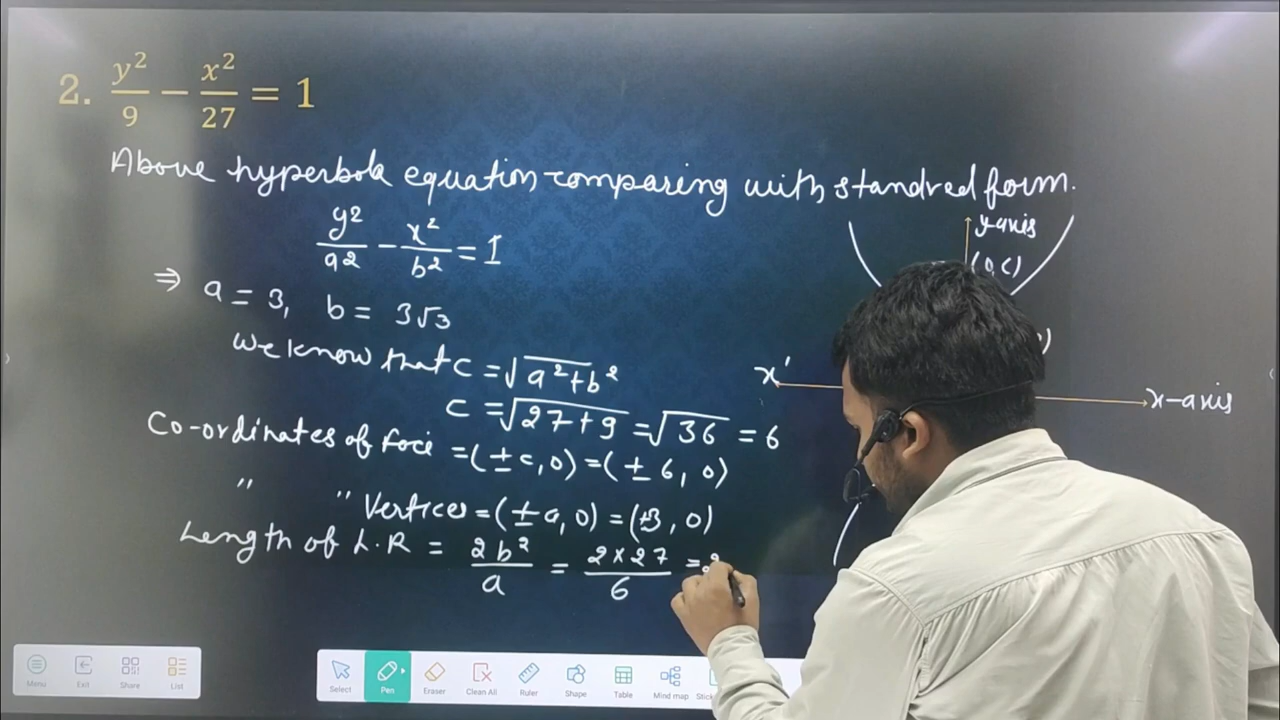 2. y²/9 − x²/27 = 1
Above hyperbola equation comparing with standred form.
y²/a² − x²/b² = 1
⇒ a = 3, b = 3√3
We know that c = √a²+b²
c = √27+9 = √36 = 6
Co-ordinates of foci = (±c, 0) = (±6, 0)
" " Vertices = (±a, 0) = (±3, 0)
Length of L.R = 2b²/a = 2×27/6 =
y-axis
(0,c)
)
x'
x-axis
Menu Exit Share List
Select Pen Eraser Clean All Ruler Shape Table Mind map